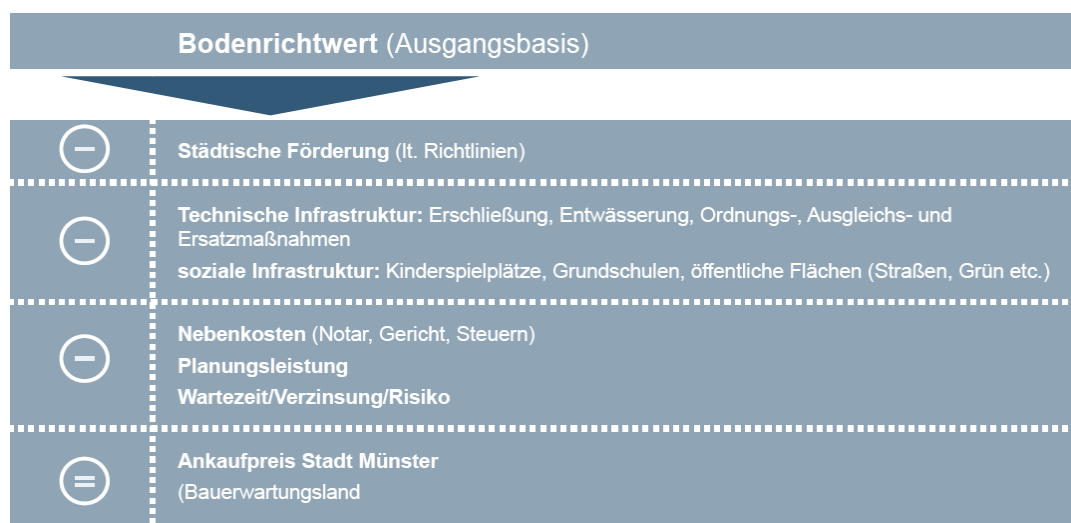 Bodenrichtwert (Ausgangsbasis)
Städtische Förderung (lt. Richtlinien)
Technische Infrastruktur: Erschließung, Entwässerung, Ordnungs-, Ausgleichs- und
Ersatzmaßnahmen
soziale Infrastruktur: Kinderspielplätze, Grundschulen, öffentliche Flächen (Straßen, Grün etc.)
Nebenkosten (Notar, Gericht, Steuern)
Planungsleistung
Wartezeit/Verzinsung/Risiko
Ankaufpreis Stadt Münster
(Bauerwartungsland